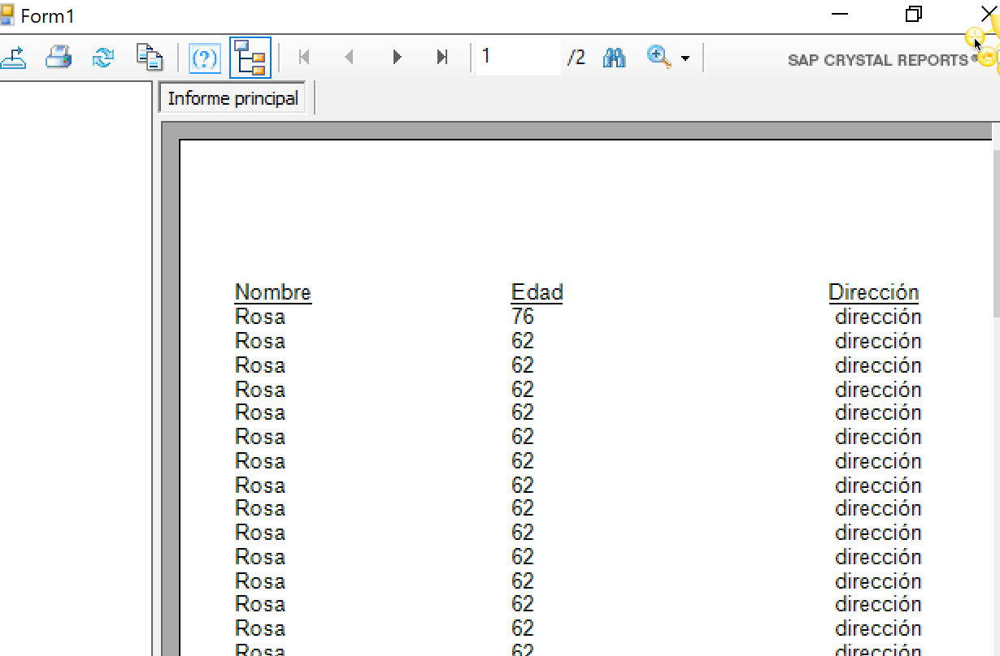 Form1
(?) 1 /2 SAP CRYSTAL REPORTS®
Informe principal
Nombre Edad Dirección
Rosa 76 dirección
Rosa 62 dirección
Rosa 62 dirección
Rosa 62 dirección
Rosa 62 dirección
Rosa 62 dirección
Rosa 62 dirección
Rosa 62 dirección
Rosa 62 dirección
Rosa 62 dirección
Rosa 62 dirección
Rosa 62 dirección
Rosa 62 dirección
Rosa 62 dirección
Rosa 62 dirección